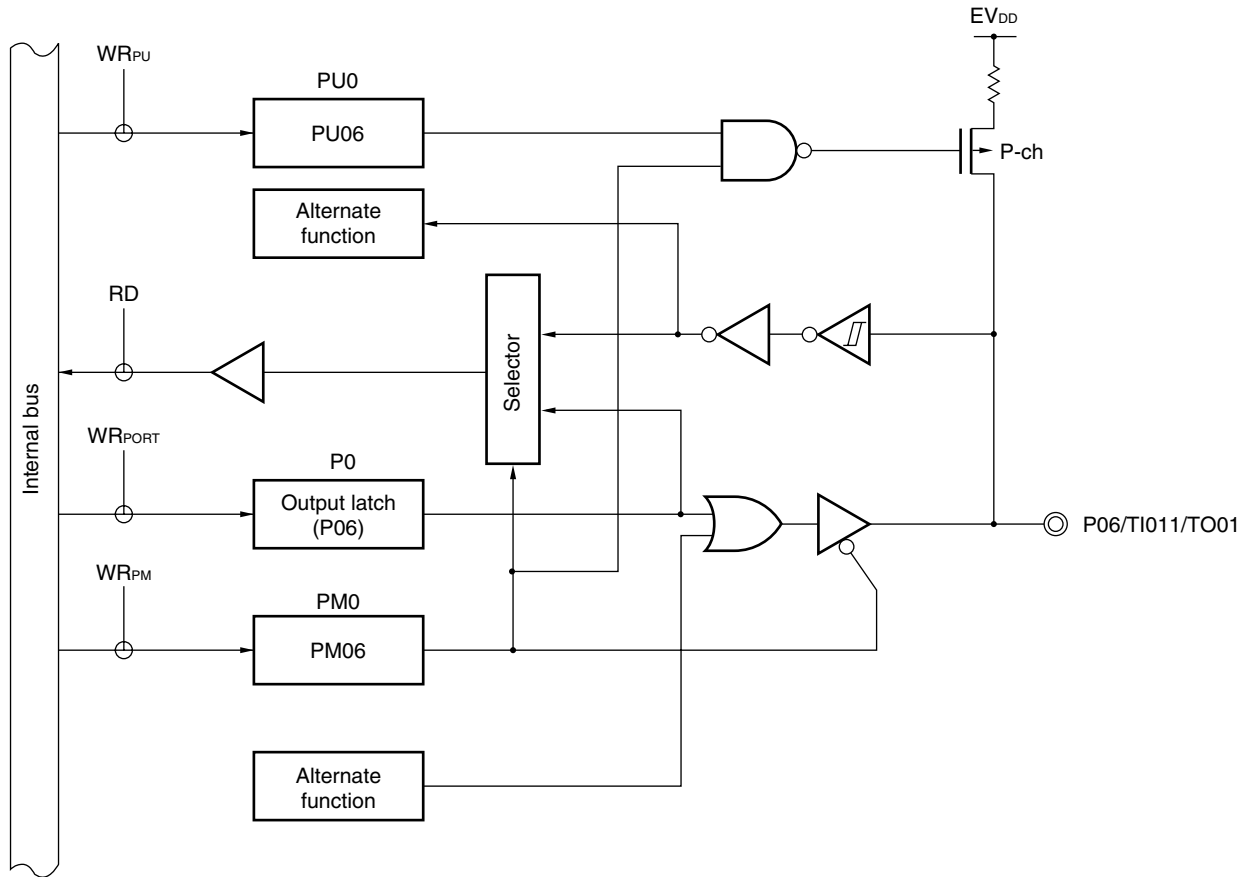 EVDD
WRPU
PU0
PU06
P-ch
Alternate
function
RD
Selector
Internal bus
WRPORT
P0
Output latch
(P06)
P06/TI011/TO01
WRPM
PM0
PM06
Alternate
function